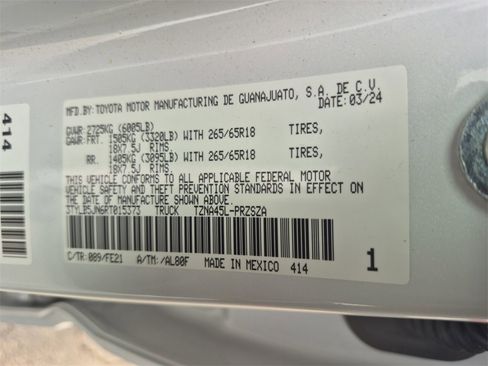 MFD.BY:TOYOTA MOTOR MANUFACTURING DE GUANAJUATO, S.A. DE C.V.
DATE:03/24
GVWR:2725KG (6005LB)
GAWR:FRT. 1505KG (3320LB) WITH 265/65R18 TIRES,
18X7.5J RIMS.
RR. 1405KG (3095LB) WITH 265/65R18 TIRES,
18X7.5J RIMS.
THIS VEHICLE CONFORMS TO ALL APPLICABLE FEDERAL MOTOR
VEHICLE SAFETY AND THEFT PREVENTION STANDARDS IN EFFECT ON
THE DATE OF MANUFACTURE SHOWN ABOVE.
3TYLB5JN6RT015373 TRUCK TZNA45L-PRZSZA
C/TR:089/FE21 A/TM:/AL80F MADE IN MEXICO 414
1
414